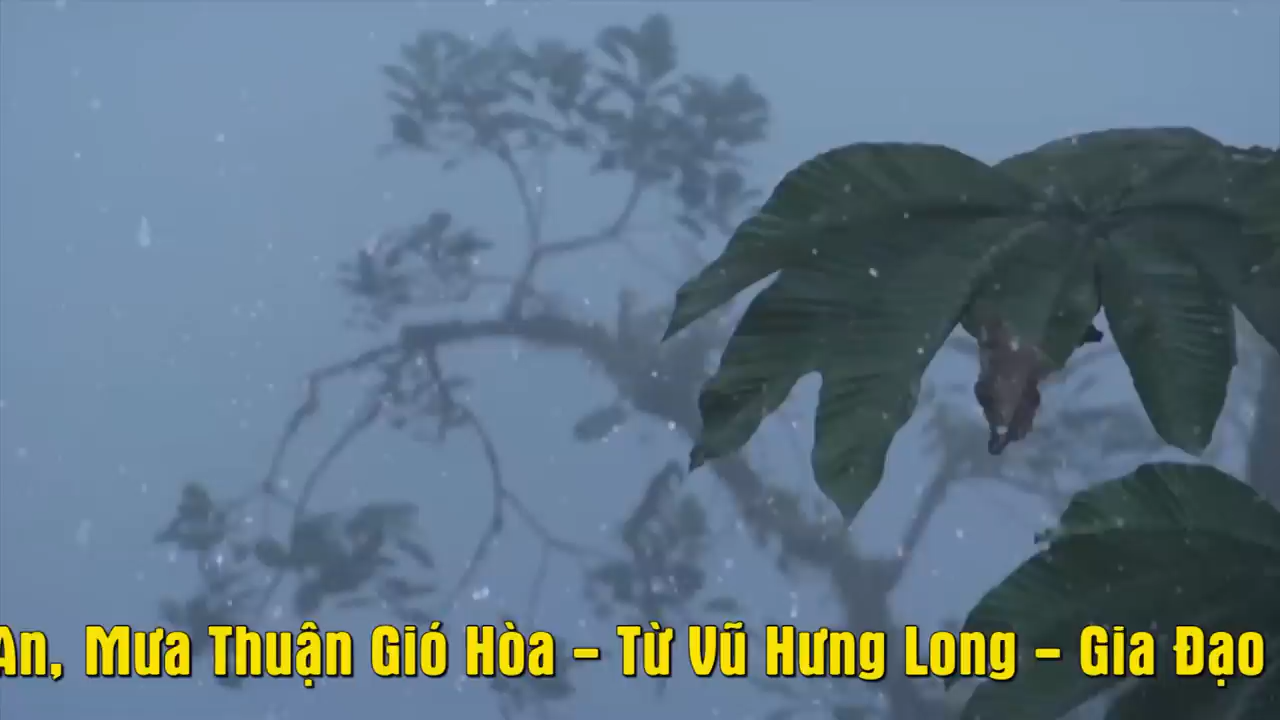 An, Mưa Thuận Gió Hòa – Từ Vũ Hưng Long – Gia Đạo